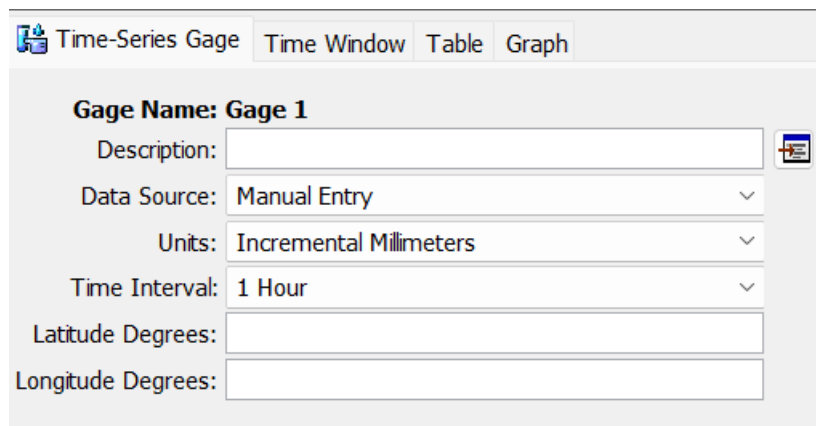 Time-Series Gage Time Window Table Graph
Gage Name: Gage 1
Description:
Data Source: Manual Entry
Units: Incremental Millimeters
Time Interval: 1 Hour
Latitude Degrees:
Longitude Degrees: